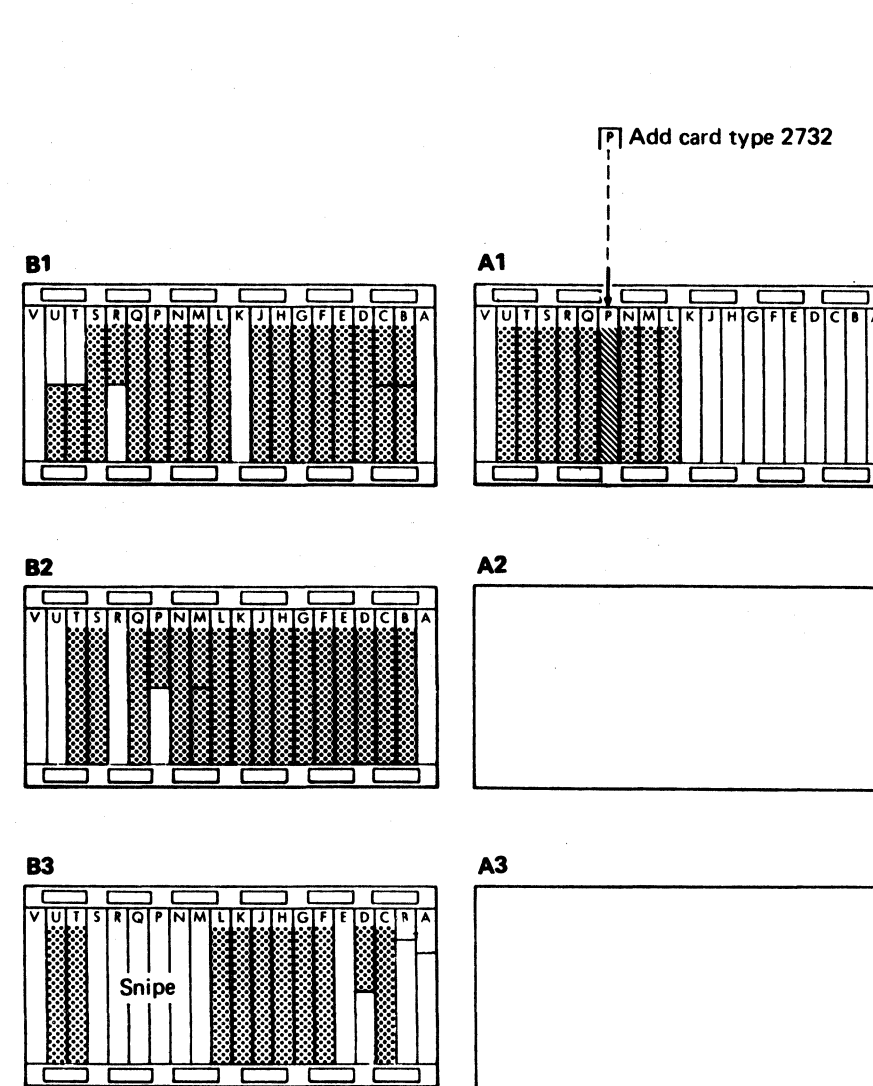 P Add card type 2732
B1
A1
V U T S R Q P N M L K J H G F E D C B A
V U T S R Q P N M L K J H G F E D C B A
B2
A2
V U T S R Q P N M L K J H G F E D C B A
B3
A3
V U T S R Q P N M L K J H G F E D C B A
Snipe